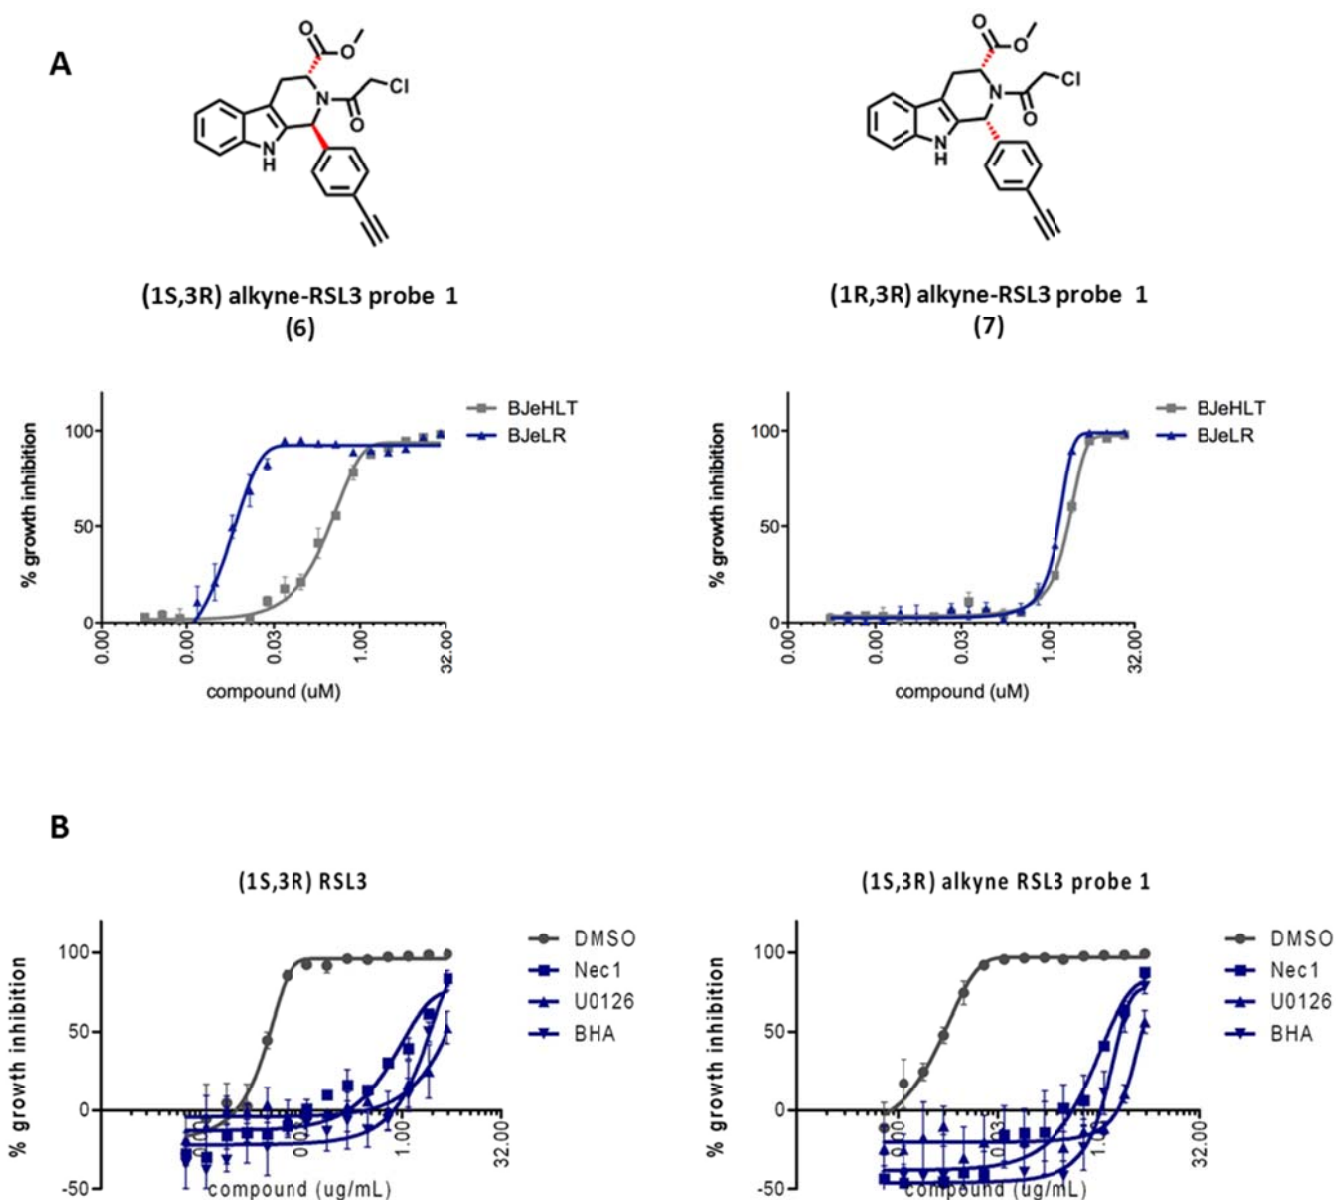 A
O
O
N
Cl
O
N
H
(1S,3R) alkyne-RSL3 probe 1
(6)
O
O
N
Cl
O
N
H
(1R,3R) alkyne-RSL3 probe 1
(7)
% growth inhibition
100
50
0
0.00
0.00
0.03
1.00
32.00
compound (uM)
BJeHLT
BJeLR
% growth inhibition
100
50
0
0.00
0.00
0.03
1.00
32.00
compound (uM)
BJeHLT
BJeLR
B
(1S,3R) RSL3
% growth inhibition
100
50
0
-50
1.00
32.00
compound (ug/mL)
DMSO
Nec1
U0126
BHA
(1S,3R) alkyne RSL3 probe 1
% growth inhibition
100
50
0
-50
0.00
32.00
compound (ug/mL)
DMSO
Nec1
U0126
BHA